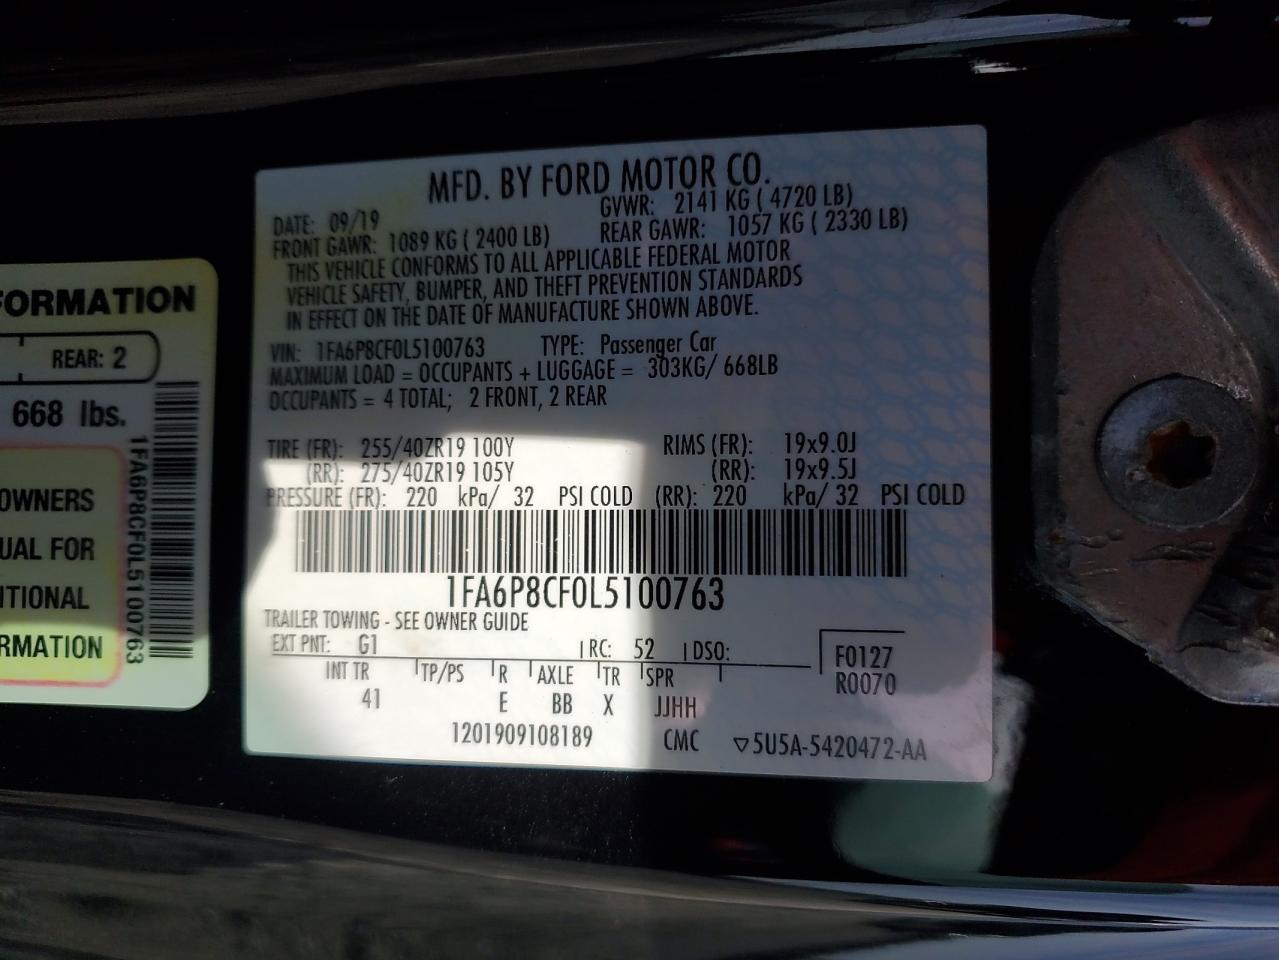 MFD. BY FORD MOTOR CO.
DATE: 09/19 GVWR: 2141 KG ( 4720 LB)
FRONT GAWR: 1089 KG ( 2400 LB) REAR GAWR: 1057 KG ( 2330 LB)
THIS VEHICLE CONFORMS TO ALL APPLICABLE FEDERAL MOTOR
VEHICLE SAFETY, BUMPER, AND THEFT PREVENTION STANDARDS
IN EFFECT ON THE DATE OF MANUFACTURE SHOWN ABOVE.
VIN: 1FA6P8CF0L5100763 TYPE: Passenger Car
MAXIMUM LOAD = OCCUPANTS + LUGGAGE = 303KG/ 668LB
OCCUPANTS = 4 TOTAL; 2 FRONT, 2 REAR
TIRE (FR): 255/40ZR19 100Y RIMS (FR): 19x9.0J
(RR): 275/40ZR19 105Y (RR): 19x9.5J
PRESSURE (FR): 220 kPa/ 32 PSI COLD (RR): 220 kPa/ 32 PSI COLD
1FA6P8CF0L5100763
TRAILER TOWING - SEE OWNER GUIDE
EXT PNT: G1 RC: 52 DSO:
F0127
R0070
INT TR TP/PS R AXLE TR SPR
41 E BB X JJHH
1201909108189 CMC ▽5U5A-5420472-AA
FORMATION
REAR: 2
668 lbs.
OWNERS
UAL FOR
ITIONAL
RMATION
1FA6P8CF0L5100763